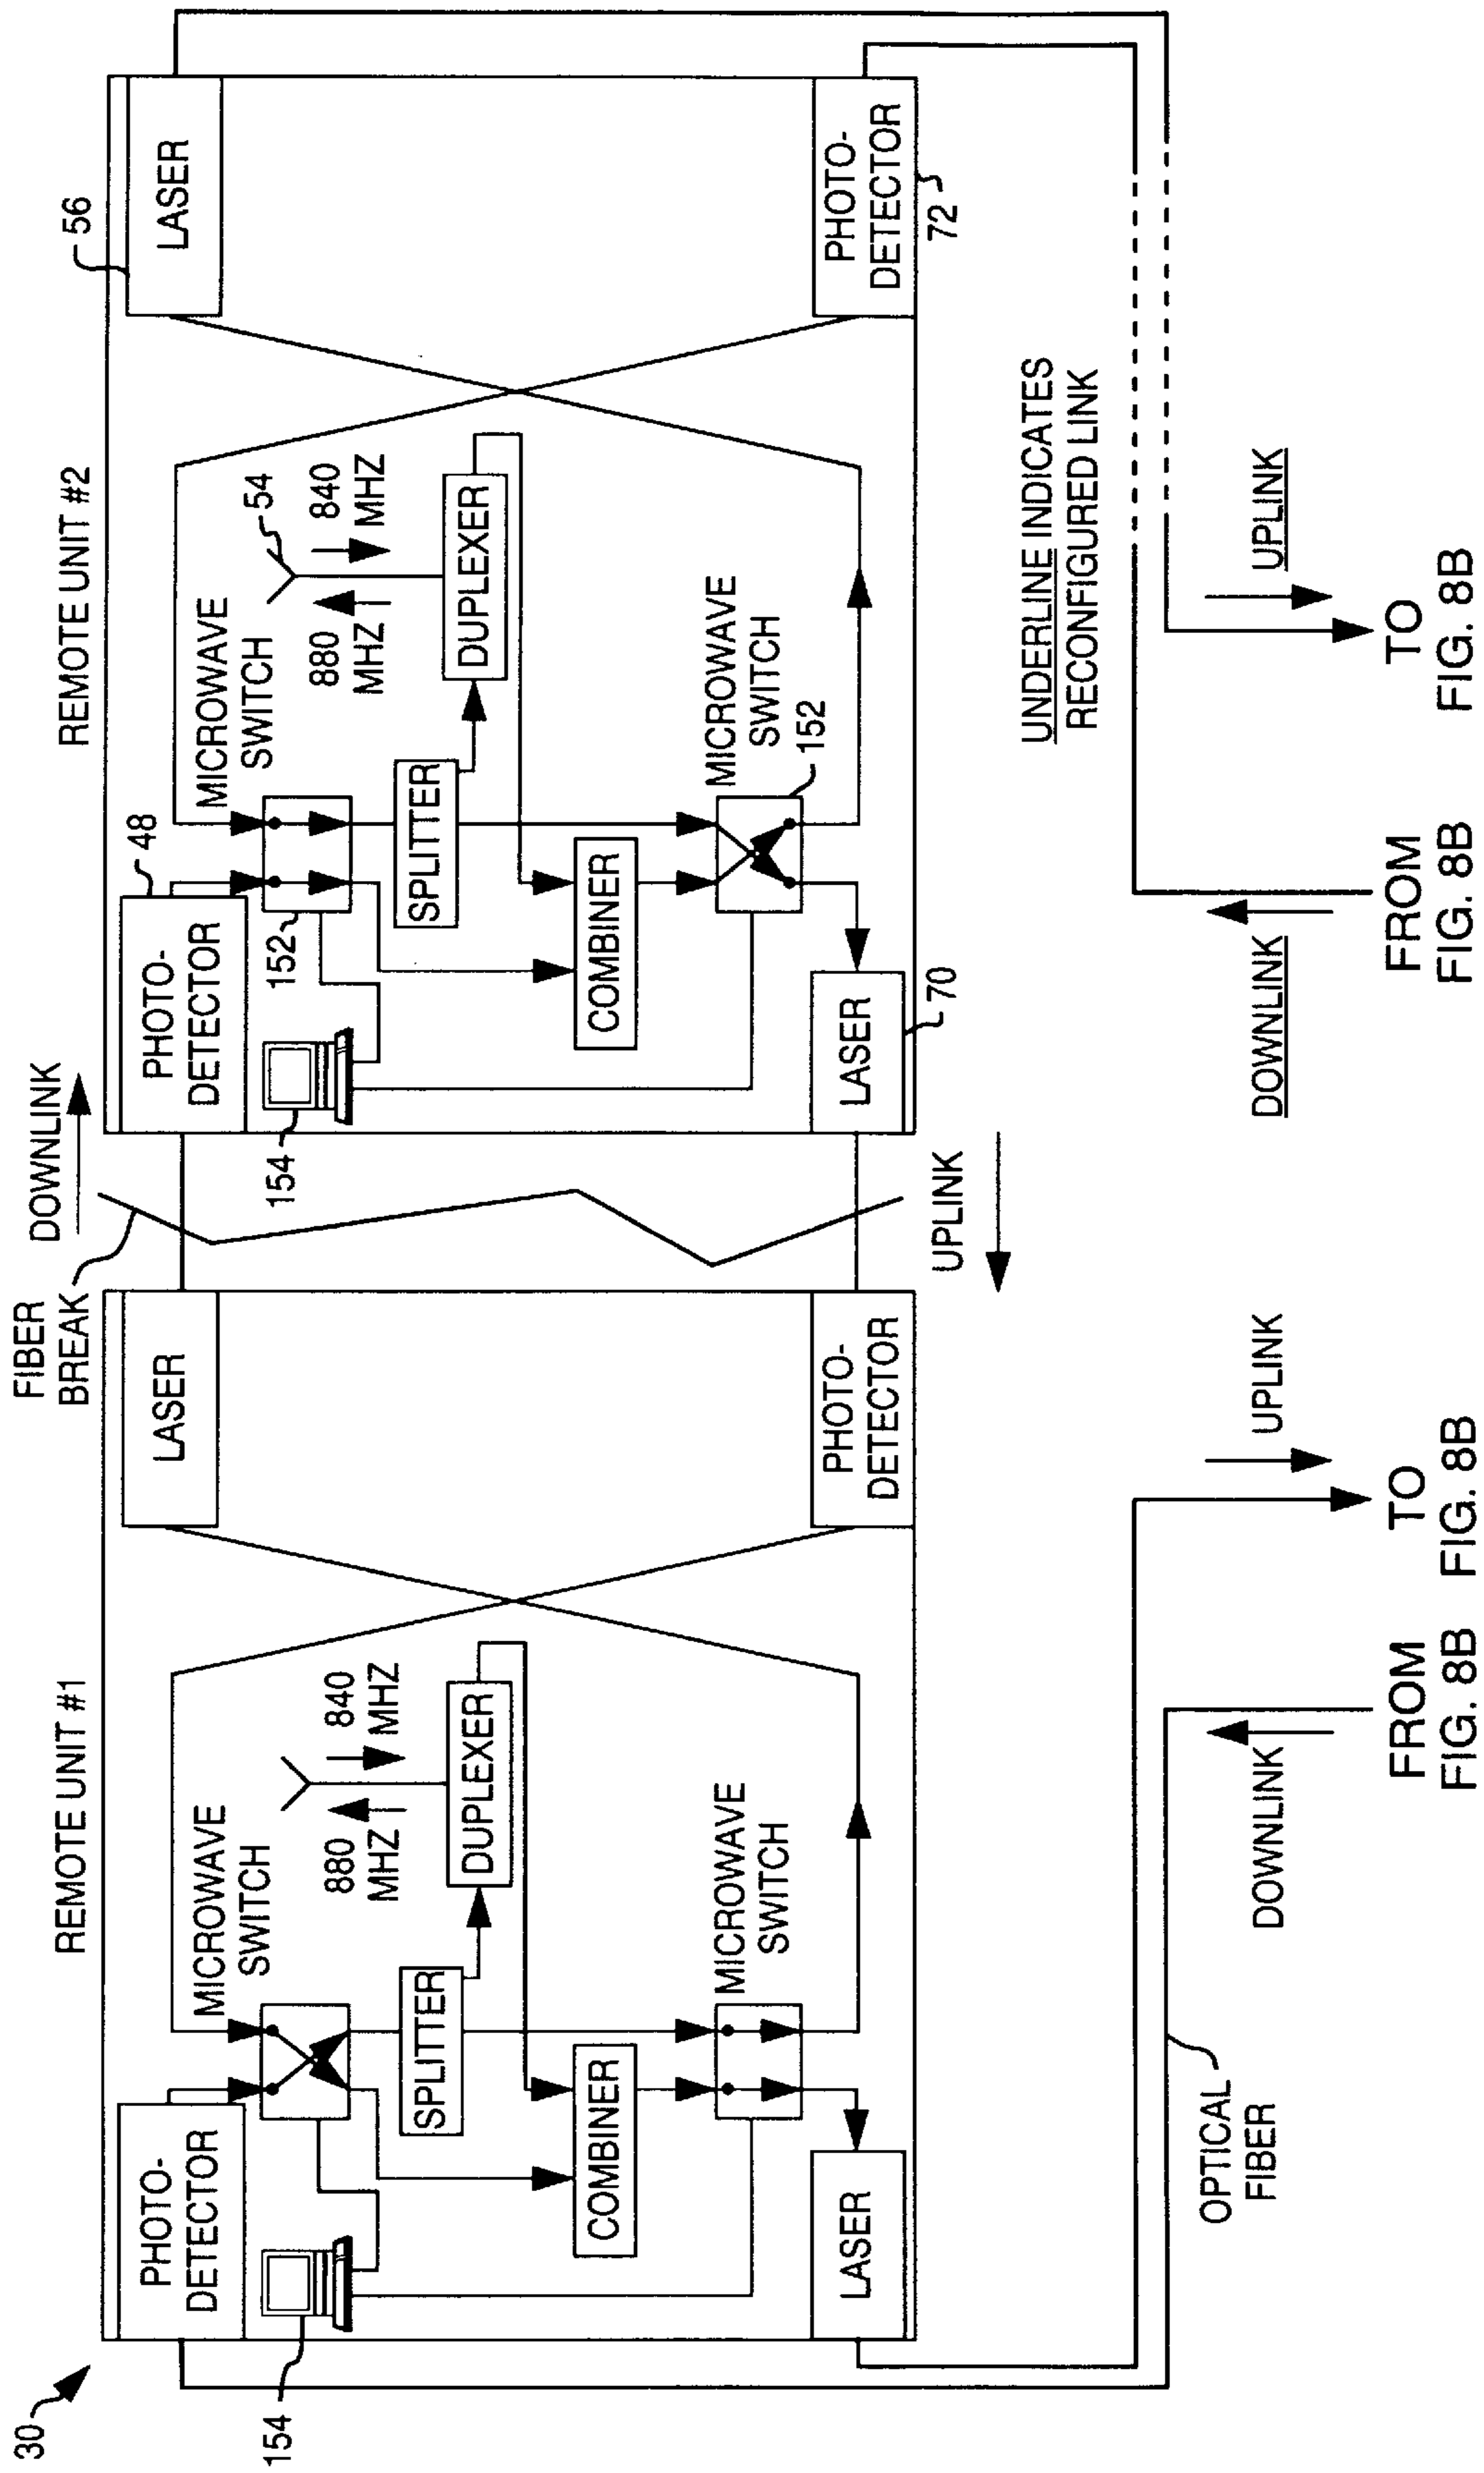 30
REMOTE UNIT #1
PHOTO-
DETECTOR
154
MICROWAVE
SWITCH
880
MHZ
840
MHZ
SPLITTER
DUPLEXER
COMBINER
MICROWAVE
SWITCH
LASER
LASER
PHOTO-
DETECTOR
FIBER
BREAK
DOWNLINK
UPLINK
REMOTE UNIT #2
PHOTO-
DETECTOR
48
152
154
MICROWAVE
SWITCH
54
880
MHZ
840
MHZ
SPLITTER
DUPLEXER
COMBINER
MICROWAVE
SWITCH
152
LASER
70
LASER
56
PHOTO-
DETECTOR
72
UNDERLINE INDICATES
RECONFIGURED LINK
OPTICAL
FIBER
DOWNLINK
FROM
FIG. 8B
UPLINK
TO
FIG. 8B
DOWNLINK
FROM
FIG. 8B
UPLINK
TO
FIG. 8B